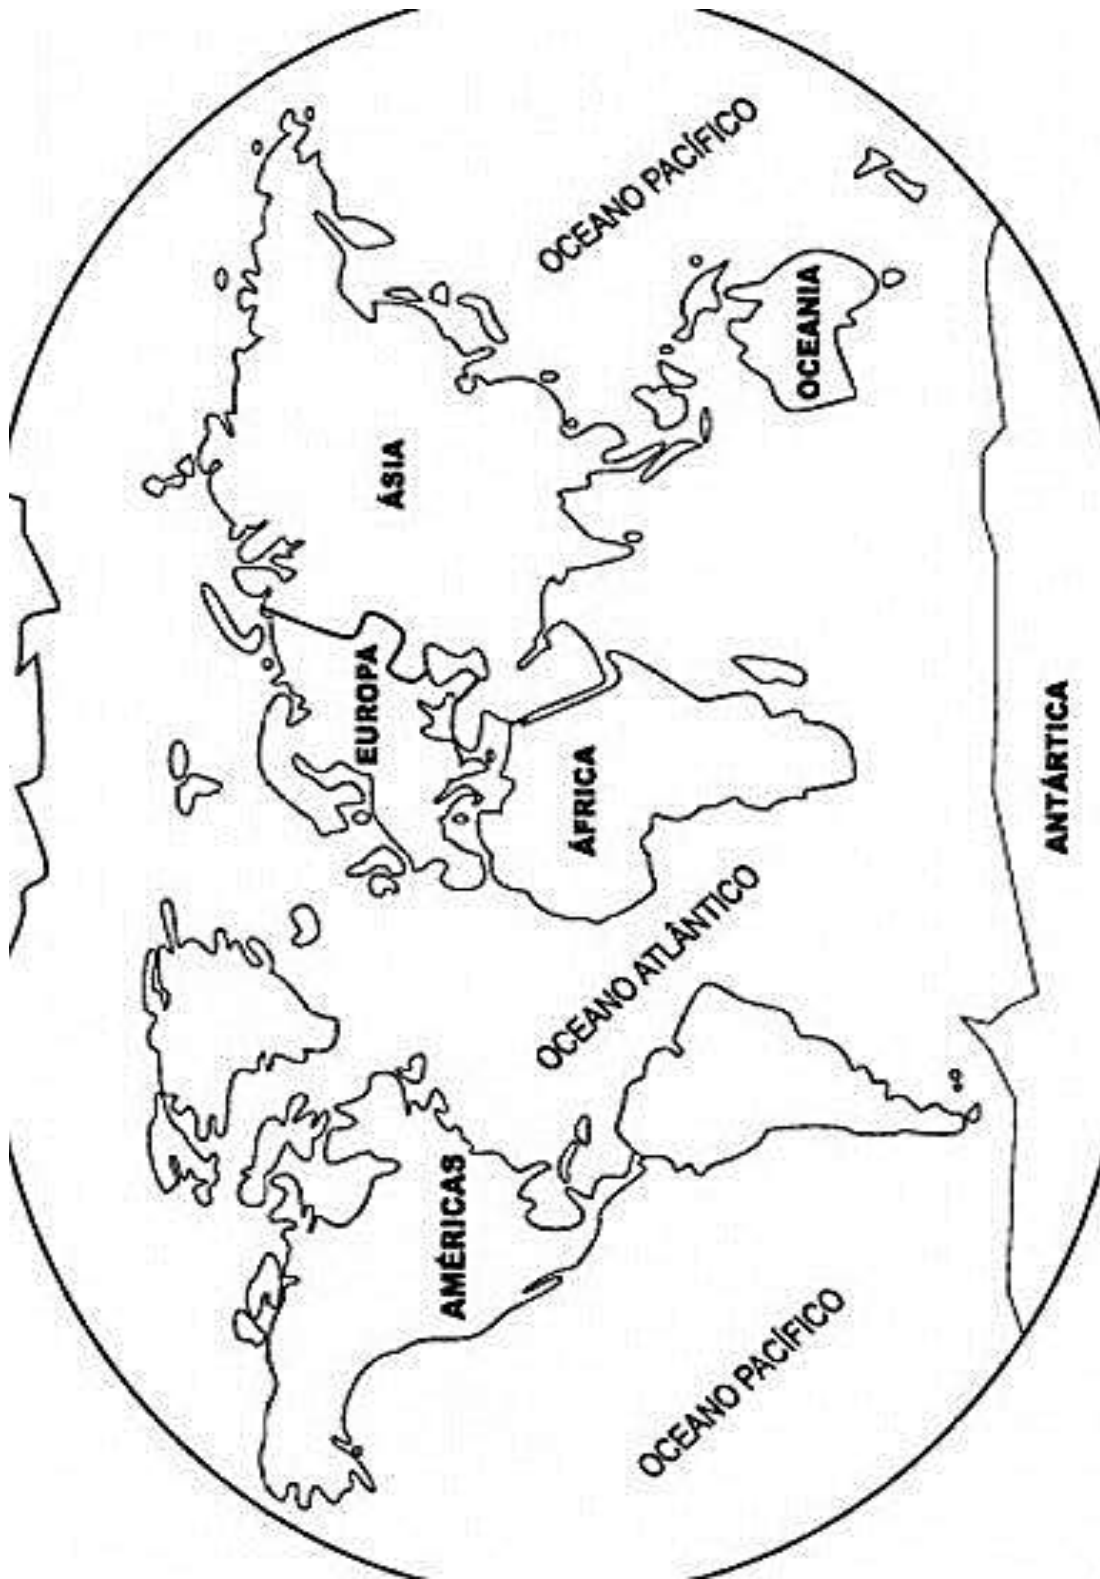 EUROPA
ÁSIA
AMÉRICAS
OCEANO PACÍFICO
OCEANO ATLÂNTICO
ÁFRICA
OCEANIA
OCEANO PACÍFICO
ANTÁRTICA